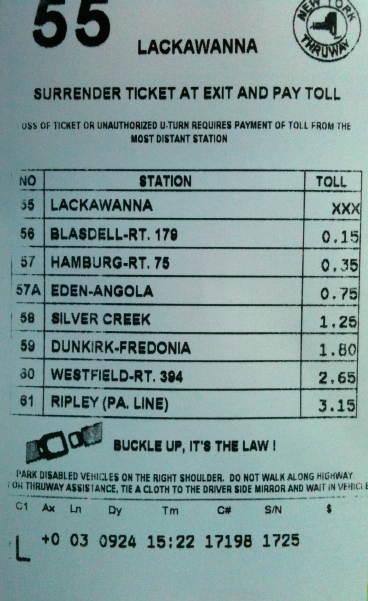 55
LACKAWANNA
NEW YORK
THRUWAY
SURRENDER TICKET AT EXIT AND PAY TOLL
OSS OF TICKET OR UNAUTHORIZED U-TURN REQUIRES PAYMENT OF TOLL FROM THE
MOST DISTANT STATION
NO STATION TOLL
55 LACKAWANNA XXX
56 BLASDELL-RT. 179 0.15
57 HAMBURG-RT. 75 0.35
57A EDEN-ANGOLA 0.75
58 SILVER CREEK 1.25
59 DUNKIRK-FREDONIA 1.80
60 WESTFIELD-RT. 394 2.65
61 RIPLEY (PA. LINE) 3.15
BUCKLE UP, IT'S THE LAW !
PARK DISABLED VEHICLES ON THE RIGHT SHOULDER. DO NOT WALK ALONG HIGHWAY
FOR THRUWAY ASSISTANCE, TIE A CLOTH TO THE DRIVER SIDE MIRROR AND WAIT IN VEHICLE
C1 Ax Ln Dy Tm C# S/N $
L +0 03 0924 15:22 17198 1725